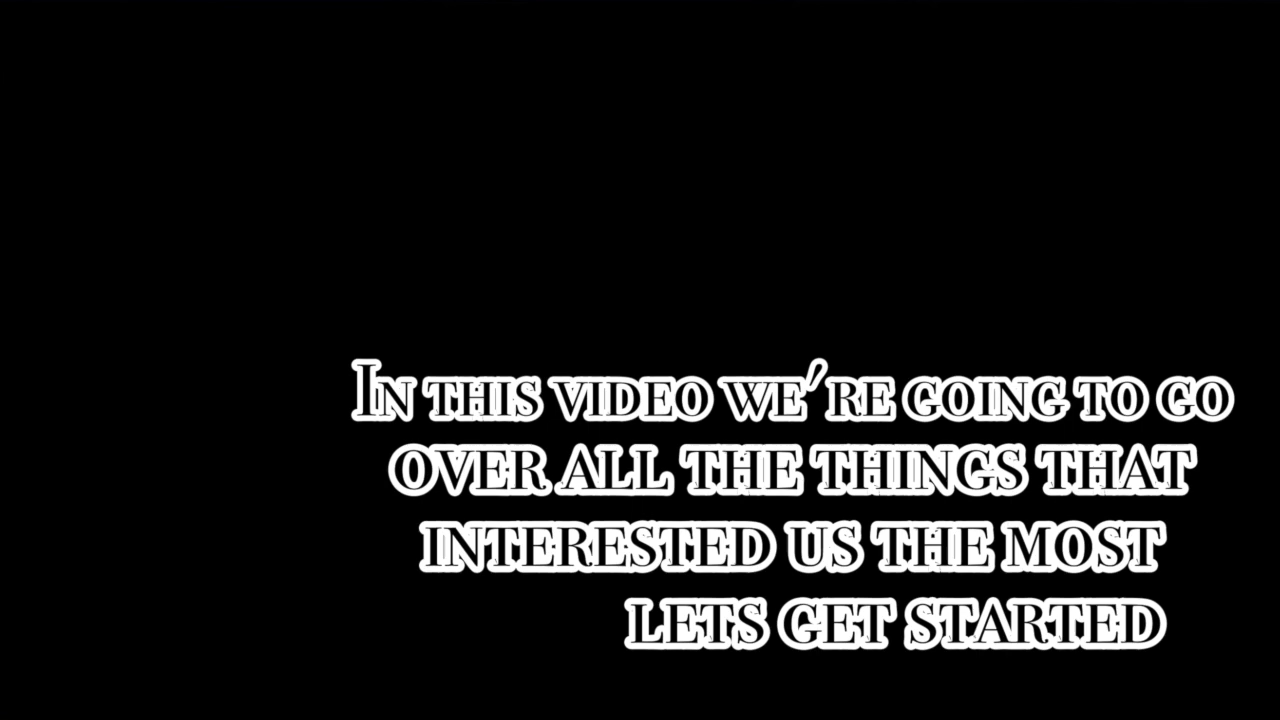 In this video we're going to go
over all the things that
interested us the most
lets get started